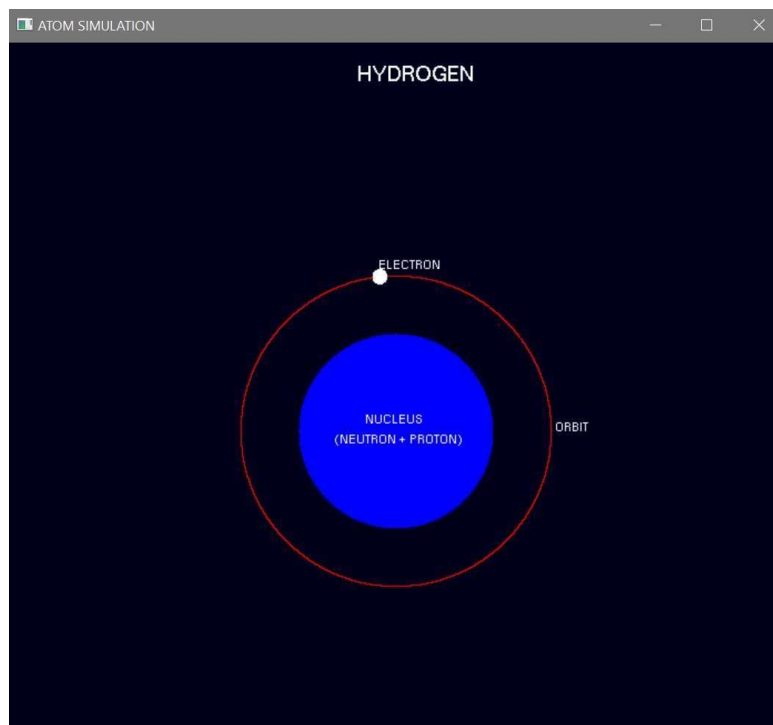 ATOM SIMULATION
HYDROGEN
ELECTRON
NUCLEUS
(NEUTRON + PROTON)
ORBIT